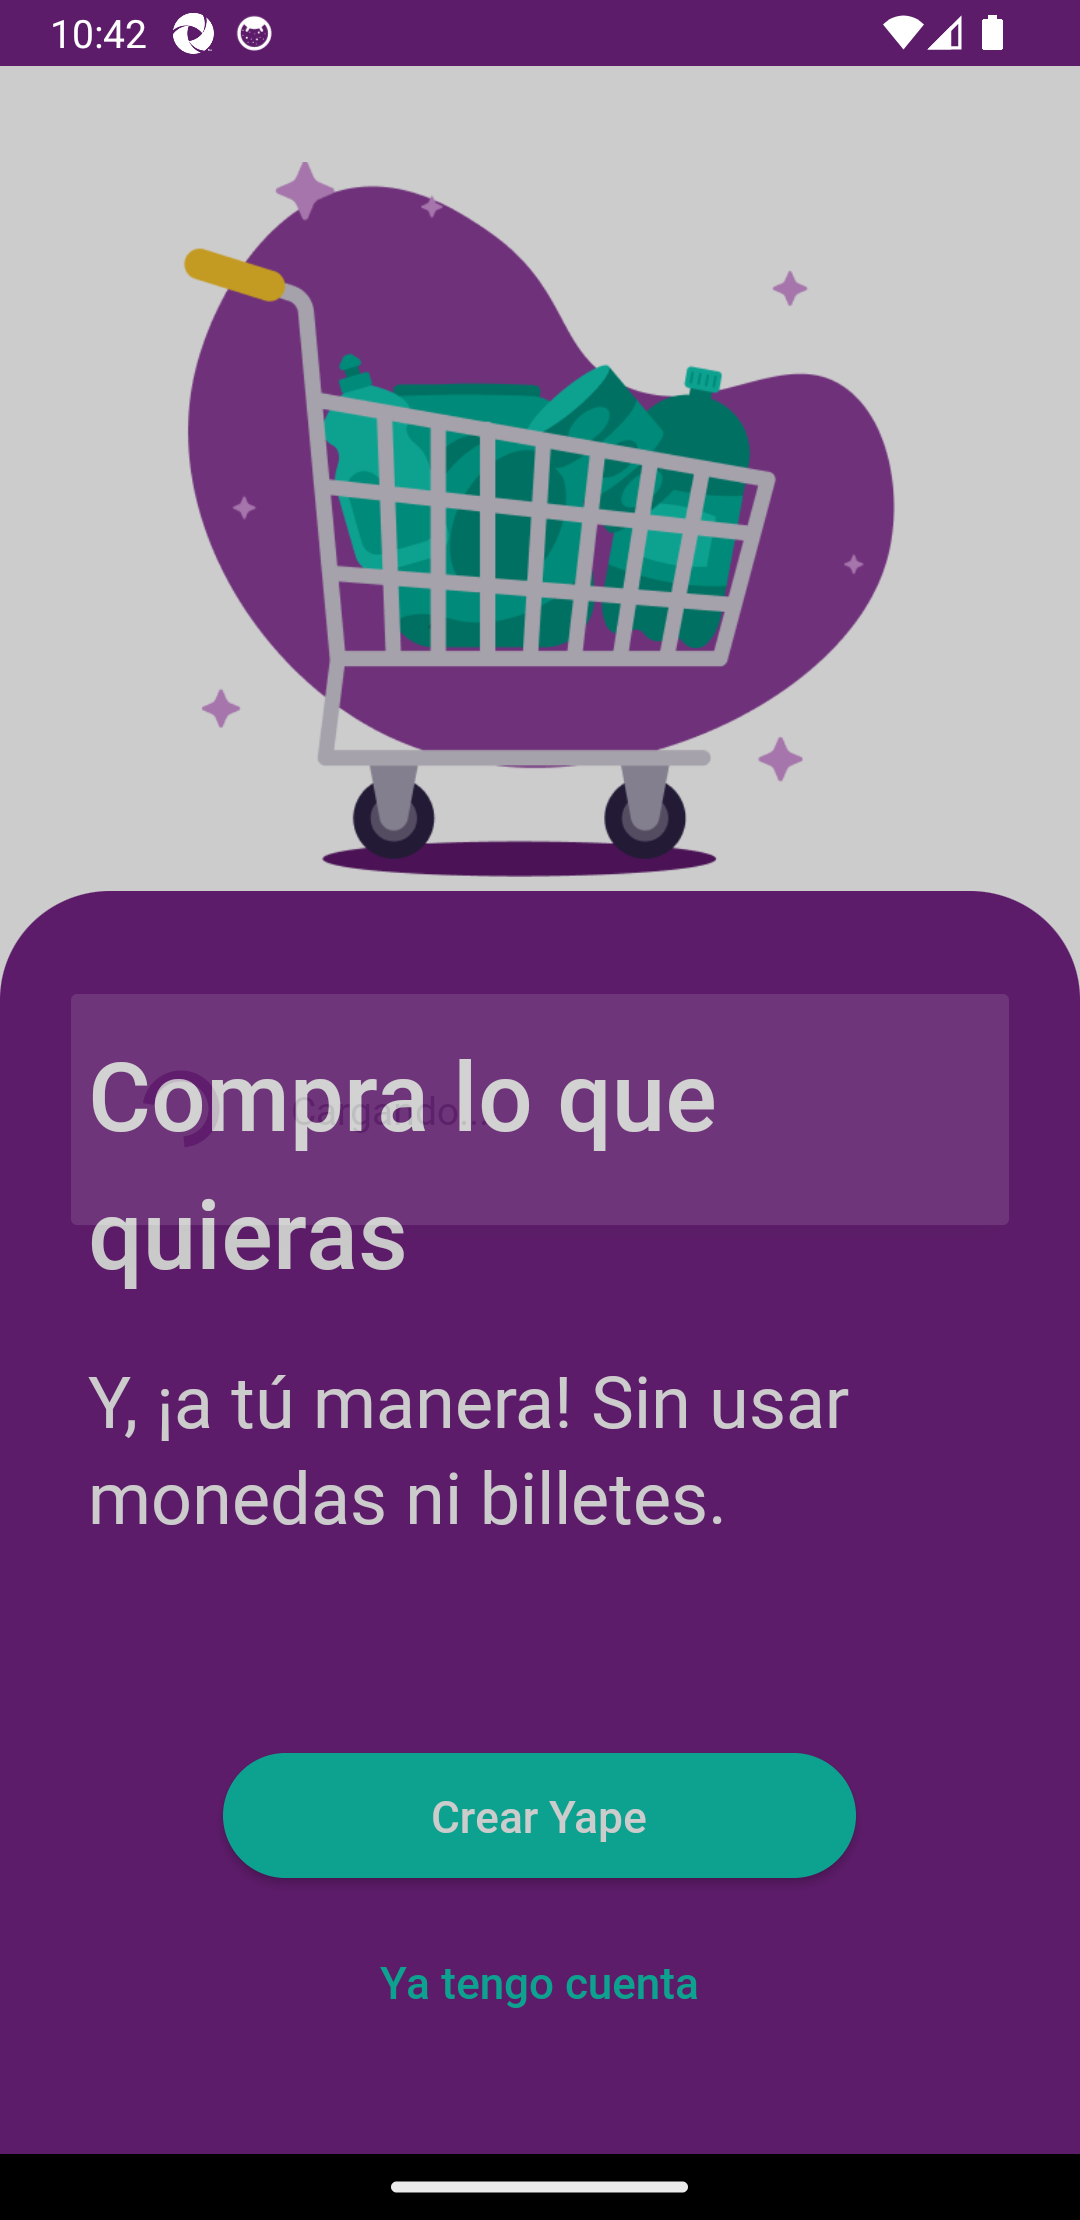 10:42
Compra lo que
Cargando...
quieras
Y, ¡a tú manera! Sin usar
monedas ni billetes.
Crear Yape
Ya tengo cuenta